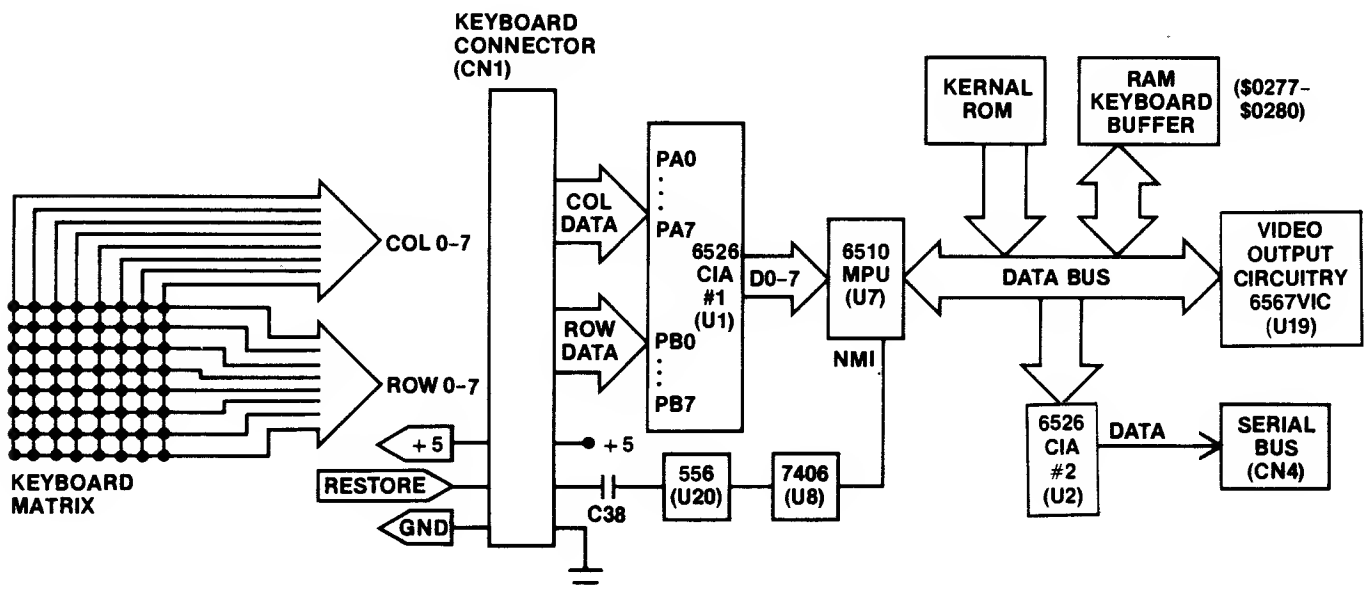 KEYBOARD
CONNECTOR
(CN1)
KERNAL
ROM
RAM
KEYBOARD
BUFFER
($0277-
$0280)
COL 0-7
COL
DATA
PA0
PA7
6526
CIA
#1
(U1)
D0-7
6510
MPU
(U7)
DATA BUS
VIDEO
OUTPUT
CIRCUITRY
6567VIC
(U19)
ROW 0-7
ROW
DATA
PB0
PB7
NMI
KEYBOARD
MATRIX
+5
+5
RESTORE
C38
556
(U20)
7406
(U8)
GND
6526
CIA
#2
(U2)
DATA
SERIAL
BUS
(CN4)